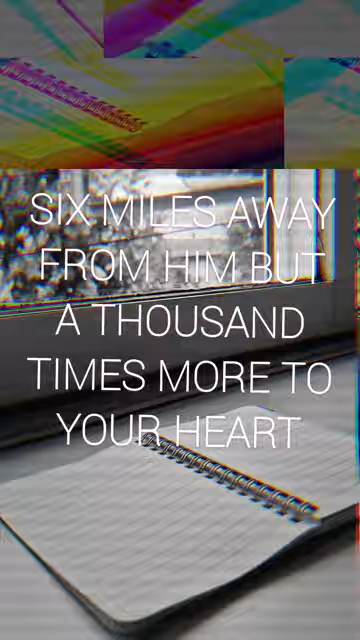 SIX MILES AWAY
FROM HIM BUT
A THOUSAND
TIMES MORE TO
YOUR HEART